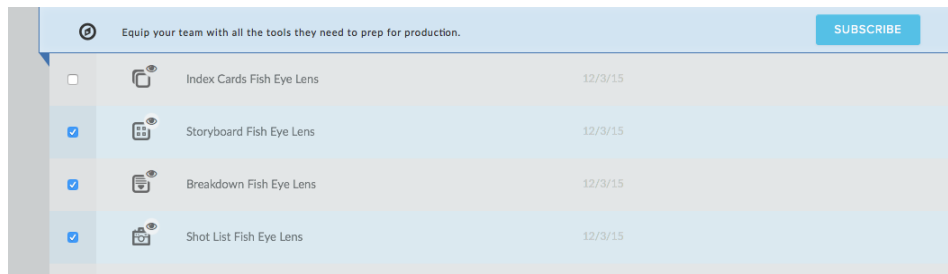 Equip your team with all the tools they need to prep for production. SUBSCRIBE
Index Cards Fish Eye Lens 12/3/15
Storyboard Fish Eye Lens 12/3/15
Breakdown Fish Eye Lens 12/3/15
Shot List Fish Eye Lens 12/3/15